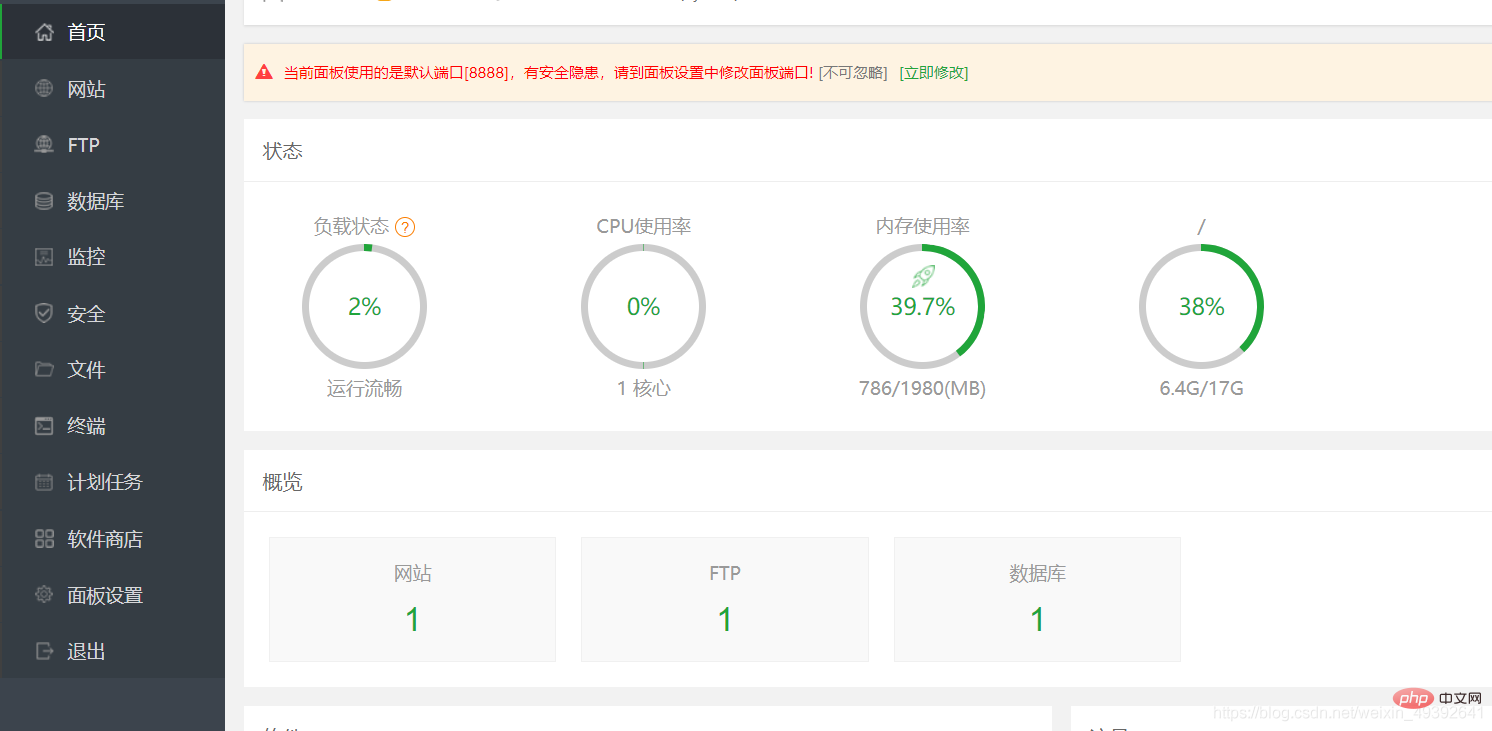 首页
网站
FTP
数据库
监控
安全
文件
终端
计划任务
软件商店
面板设置
退出
当前面板使用的是默认端口[8888]，有安全隐患，请到面板设置中修改面板端口! [不可忽略] [立即修改]
状态
负载状态 ?
CPU使用率
内存使用率
/
2%
0%
39.7%
38%
运行流畅
1 核心
786/1980(MB)
6.4G/17G
概览
网站
FTP
数据库
1
1
1
php 中文网
https://blog.csdn.net/weixin_49392641